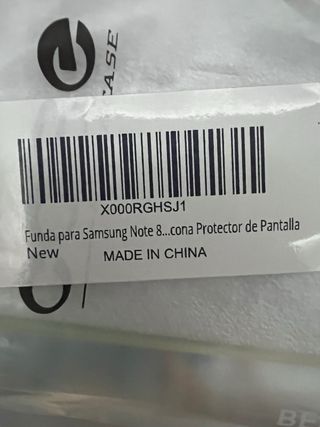 CASE
X000RGHSJ1
Funda para Samsung Note 8...cona Protector de Pantalla
New MADE IN CHINA